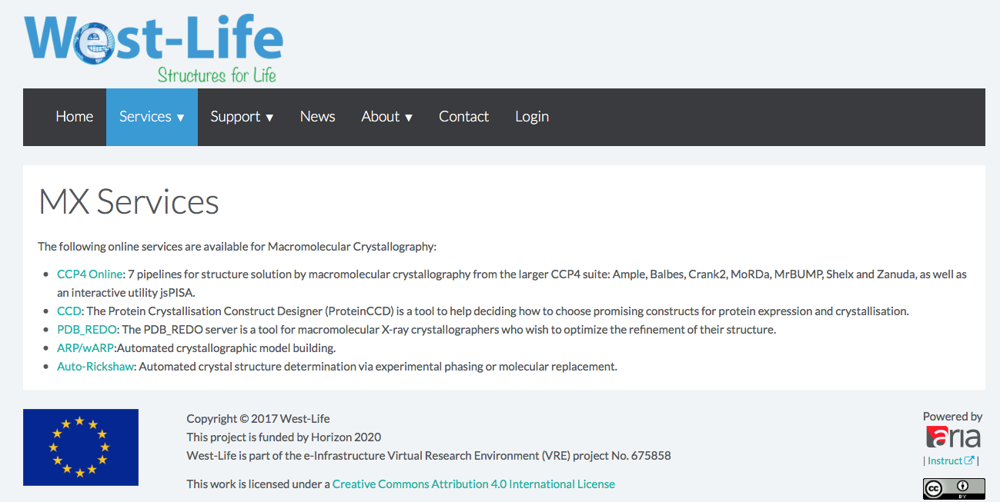 West-Life
Structures for Life
Home Services ▼ Support ▼ News About ▼ Contact Login
MX Services
The following online services are available for Macromolecular Crystallography:
• CCP4 Online: 7 pipelines for structure solution by macromolecular crystallography from the larger CCP4 suite: Ample, Balbes, Crank2, MoRDa, MrBUMP, Shelx and Zanuda, as well as
an interactive utility jsPISA.
• CCD: The Protein Crystallisation Construct Designer (ProteinCCD) is a tool to help deciding how to choose promising constructs for protein expression and crystallisation.
• PDB_REDO: The PDB_REDO server is a tool for macromolecular X-ray crystallographers who wish to optimize the refinement of their structure.
• ARP/wARP:Automated crystallographic model building.
• Auto-Rickshaw: Automated crystal structure determination via experimental phasing or molecular replacement.
Copyright © 2017 West-Life
This project is funded by Horizon 2020
West-Life is part of the e-Infrastructure Virtual Research Environment (VRE) project No. 675858
This work is licensed under a Creative Commons Attribution 4.0 International License
Powered by
aria
| Instruct |
cc BY